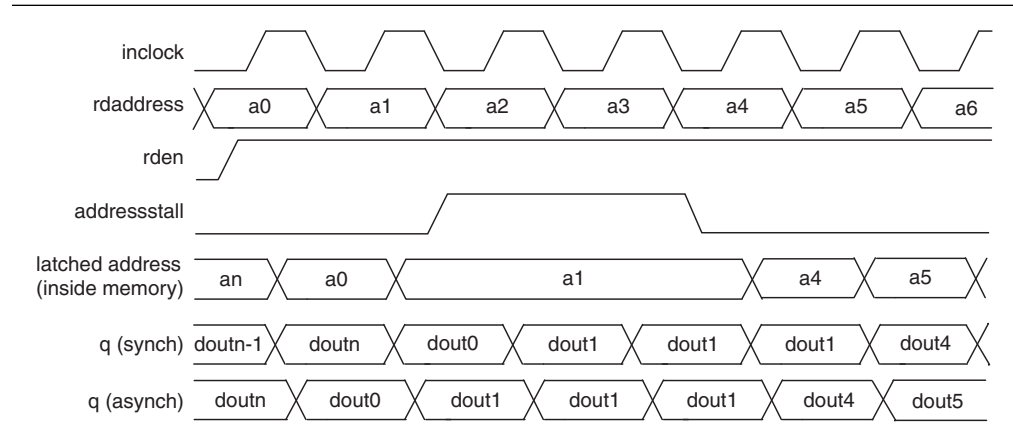 inclock
rdaddress a0 a1 a2 a3 a4 a5 a6
rden
addressstall
latched address
(inside memory) an a0 a1 a4 a5
q (synch) doutn-1 doutn dout0 dout1 dout1 dout1 dout4
q (asynch) doutn dout0 dout1 dout1 dout1 dout4 dout5